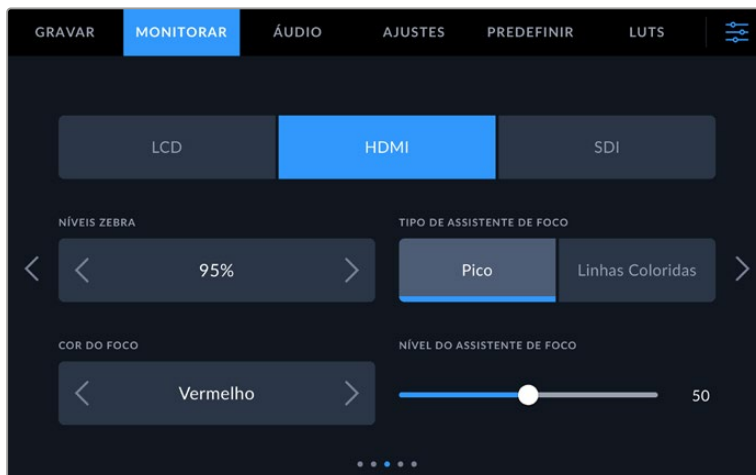 GRAVAR MONITORAR ÁUDIO AJUSTES PREDEFINIR LUTS
LCD HDMI SDI
NÍVEIS ZEBRA TIPO DE ASSISTENTE DE FOCO
95% Pico Linhas Coloridas
COR DO FOCO NÍVEL DO ASSISTENTE DE FOCO
Vermelho 50